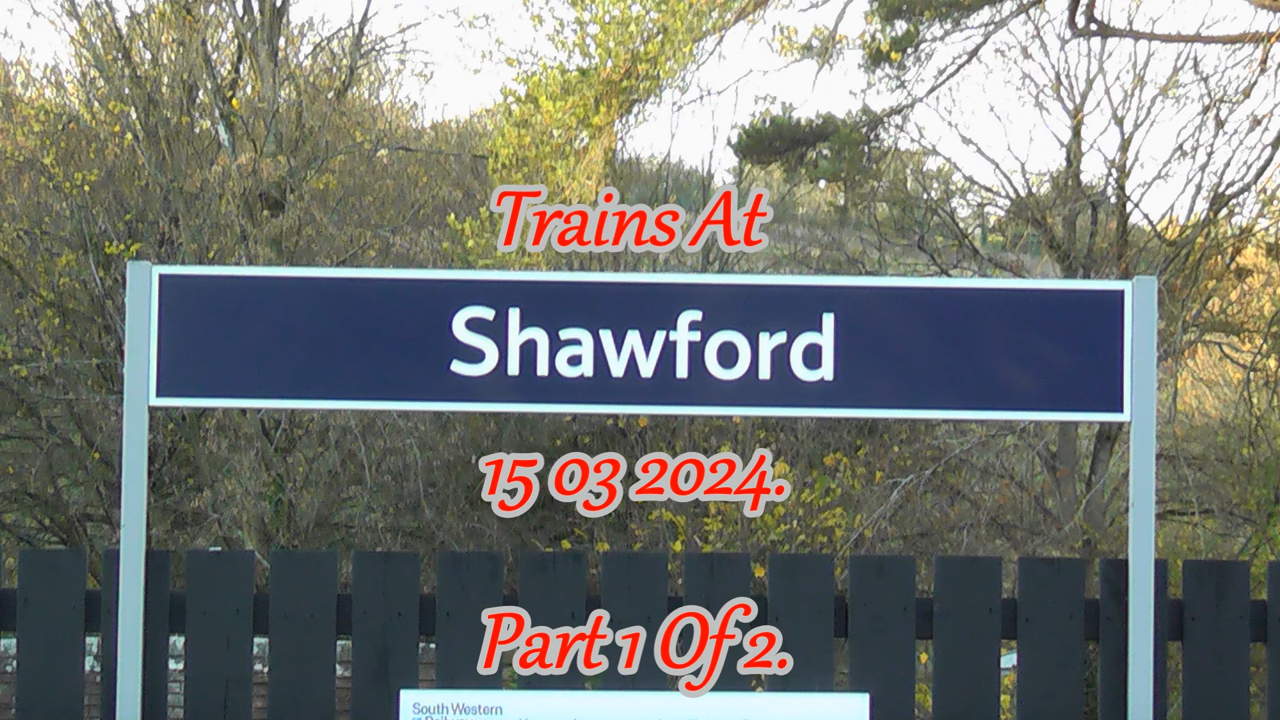 Trains At
Shawford
15 03 2024.
Part 1 Of 2.
South Western